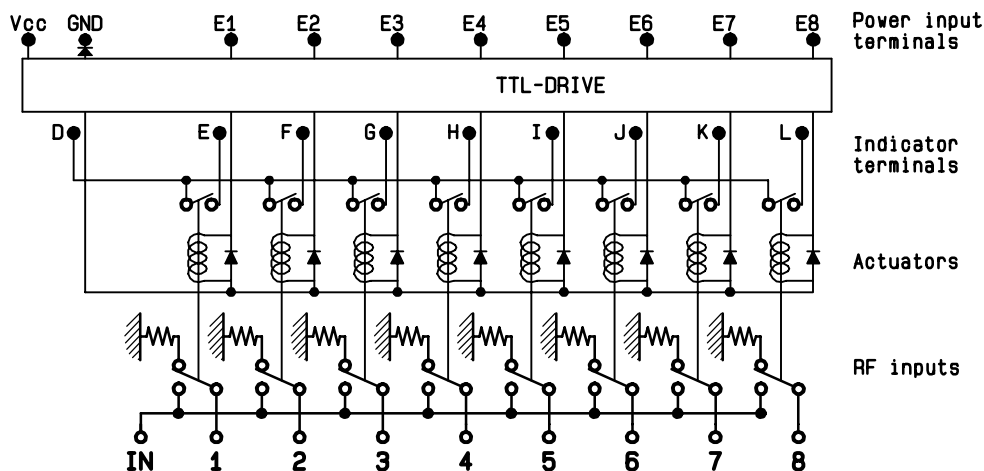 Vcc GND E1 E2 E3 E4 E5 E6 E7 E8 Power input
terminals
TTL-DRIVE
D E F G H I J K L Indicator
terminals
Actuators
RF inputs
IN 1 2 3 4 5 6 7 8